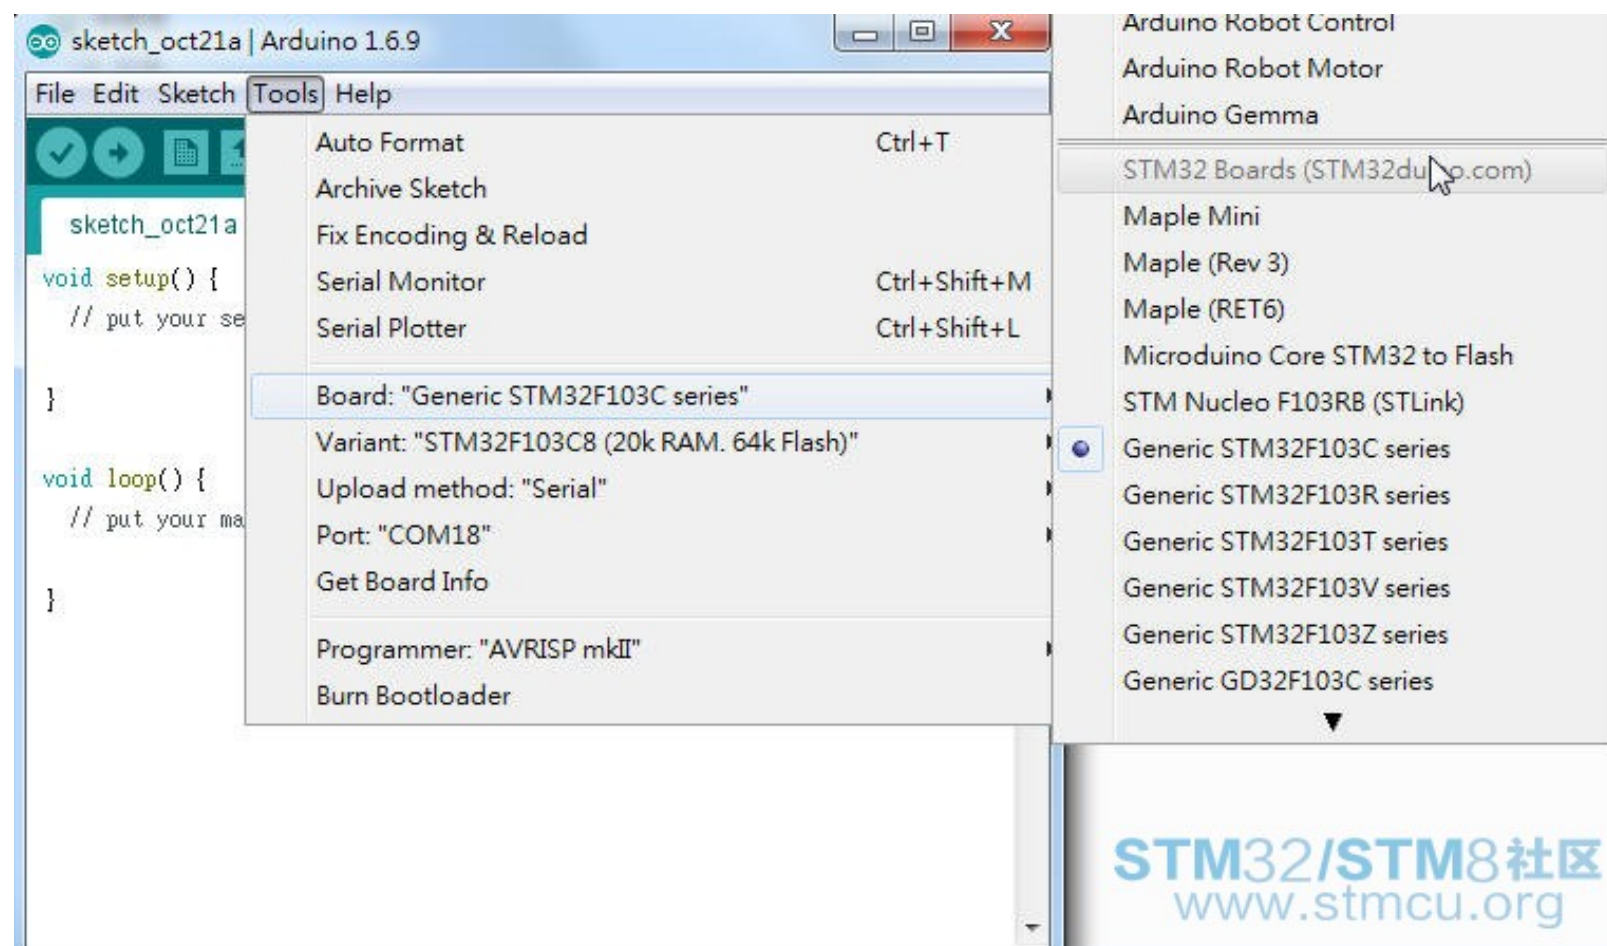 sketch_oct21a | Arduino 1.6.9
File Edit Sketch Tools Help
sketch_oct21a
void setup() {
// put your se
}
void loop() {
// put your ma
}
Auto Format Ctrl+T
Archive Sketch
Fix Encoding & Reload
Serial Monitor Ctrl+Shift+M
Serial Plotter Ctrl+Shift+L
Board: "Generic STM32F103C series"
Variant: "STM32F103C8 (20k RAM. 64k Flash)"
Upload method: "Serial"
Port: "COM18"
Get Board Info
Programmer: "AVRISP mkII"
Burn Bootloader
Arduino Robot Control
Arduino Robot Motor
Arduino Gemma
STM32 Boards (STM32duino.com)
Maple Mini
Maple (Rev 3)
Maple (RET6)
Microduino Core STM32 to Flash
STM Nucleo F103RB (STLink)
Generic STM32F103C series
Generic STM32F103R series
Generic STM32F103T series
Generic STM32F103V series
Generic STM32F103Z series
Generic GD32F103C series
STM32/STM8社区
www.stmcu.org